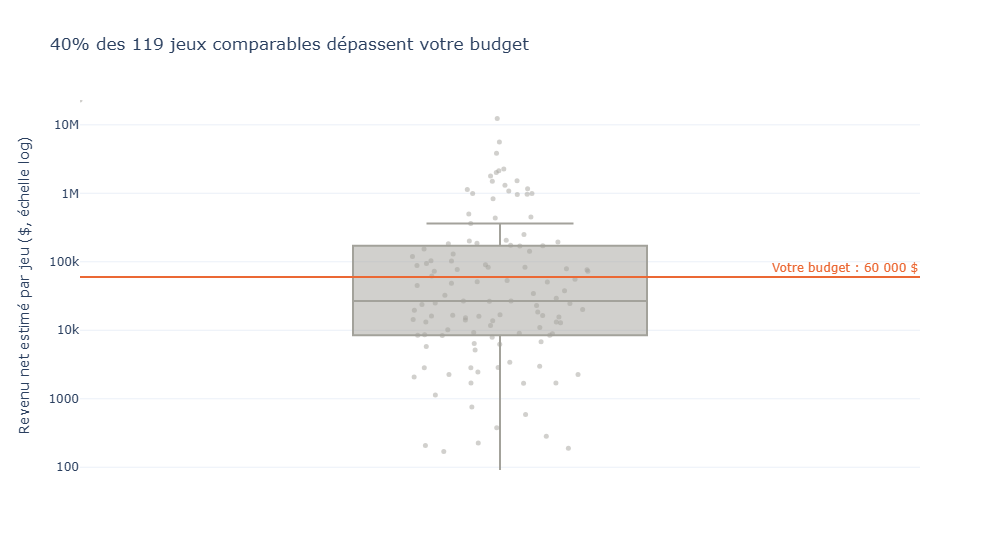 40% des 119 jeux comparables dépassent votre budget
Revenu net estimé par jeu ($, échelle log)
10M
1M
100k
10k
1000
100
Votre budget : 60 000 $